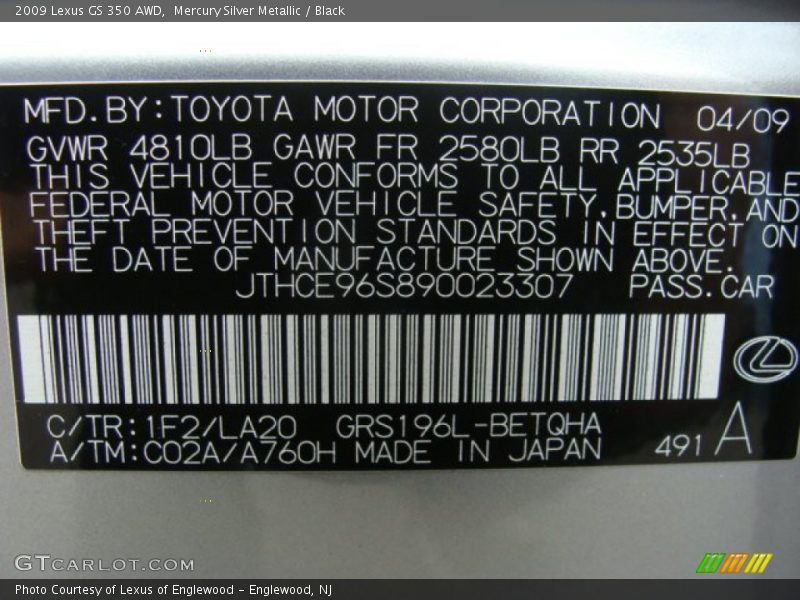 2009 Lexus GS 350 AWD,  Mercury Silver Metallic / Black
MFD.BY:TOYOTA MOTOR CORPORATION 04/09
GVWR 4810LB GAWR FR 2580LB RR 2535LB
THIS VEHICLE CONFORMS TO ALL APPLICABLE
FEDERAL MOTOR VEHICLE SAFETY,BUMPER,AND
THEFT PREVENTION STANDARDS IN EFFECT ON
THE DATE OF MANUFACTURE SHOWN ABOVE.
JTHCE96S890023307 PASS.CAR
C/TR:1F2/LA20 GRS196L-BETQHA
A/TM:C02A/A760H MADE IN JAPAN 491 A
GTCARLOT.COM
Photo Courtesy of Lexus of Englewood – Englewood, NJ